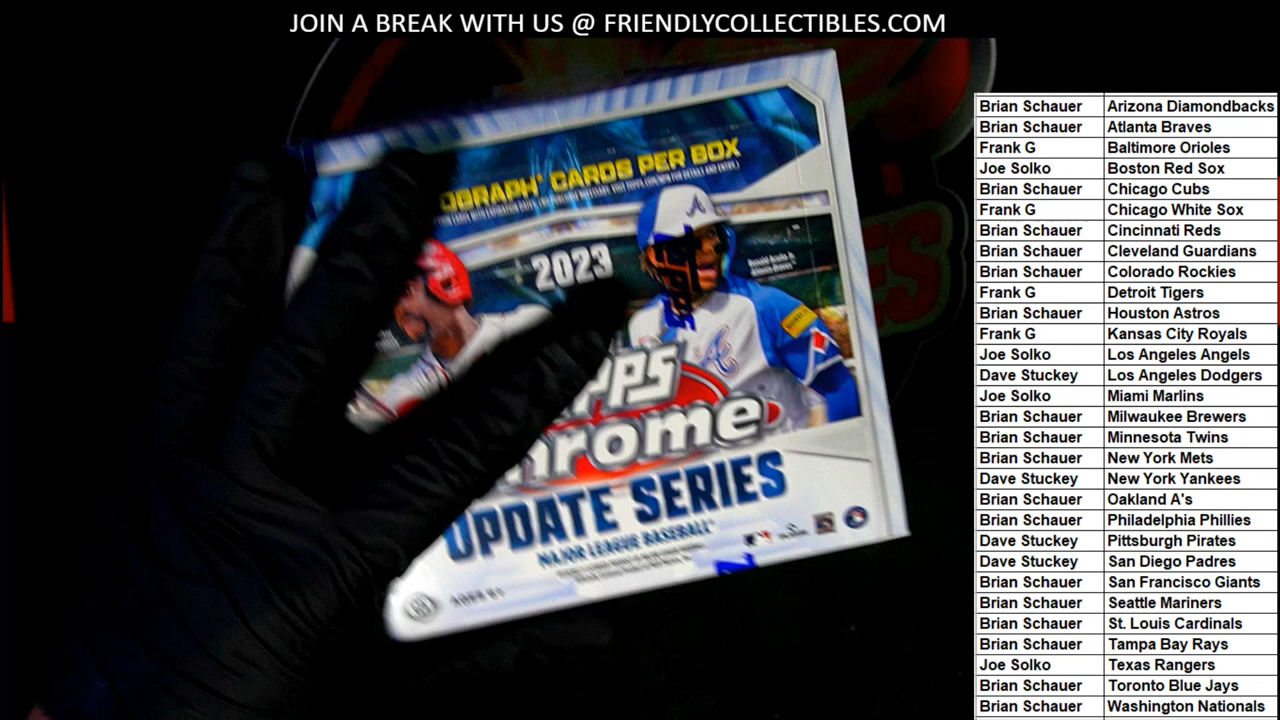 JOIN A BREAK WITH US @ FRIENDLYCOLLECTIBLES.COM
OGRAPH CARDS PER BOX
2023
PPS
hrome
UPDATE SERIES
MAJOR LEAGUE BASEBALL
Brian Schauer Arizona Diamondbacks
Brian Schauer Atlanta Braves
Frank G Baltimore Orioles
Joe Solko Boston Red Sox
Brian Schauer Chicago Cubs
Frank G Chicago White Sox
Brian Schauer Cincinnati Reds
Brian Schauer Cleveland Guardians
Brian Schauer Colorado Rockies
Frank G Detroit Tigers
Brian Schauer Houston Astros
Frank G Kansas City Royals
Joe Solko Los Angeles Angels
Dave Stuckey Los Angeles Dodgers
Joe Solko Miami Marlins
Brian Schauer Milwaukee Brewers
Brian Schauer Minnesota Twins
Brian Schauer New York Mets
Dave Stuckey New York Yankees
Brian Schauer Oakland A's
Brian Schauer Philadelphia Phillies
Dave Stuckey Pittsburgh Pirates
Dave Stuckey San Diego Padres
Brian Schauer San Francisco Giants
Brian Schauer Seattle Mariners
Brian Schauer St. Louis Cardinals
Brian Schauer Tampa Bay Rays
Joe Solko Texas Rangers
Brian Schauer Toronto Blue Jays
Brian Schauer Washington Nationals